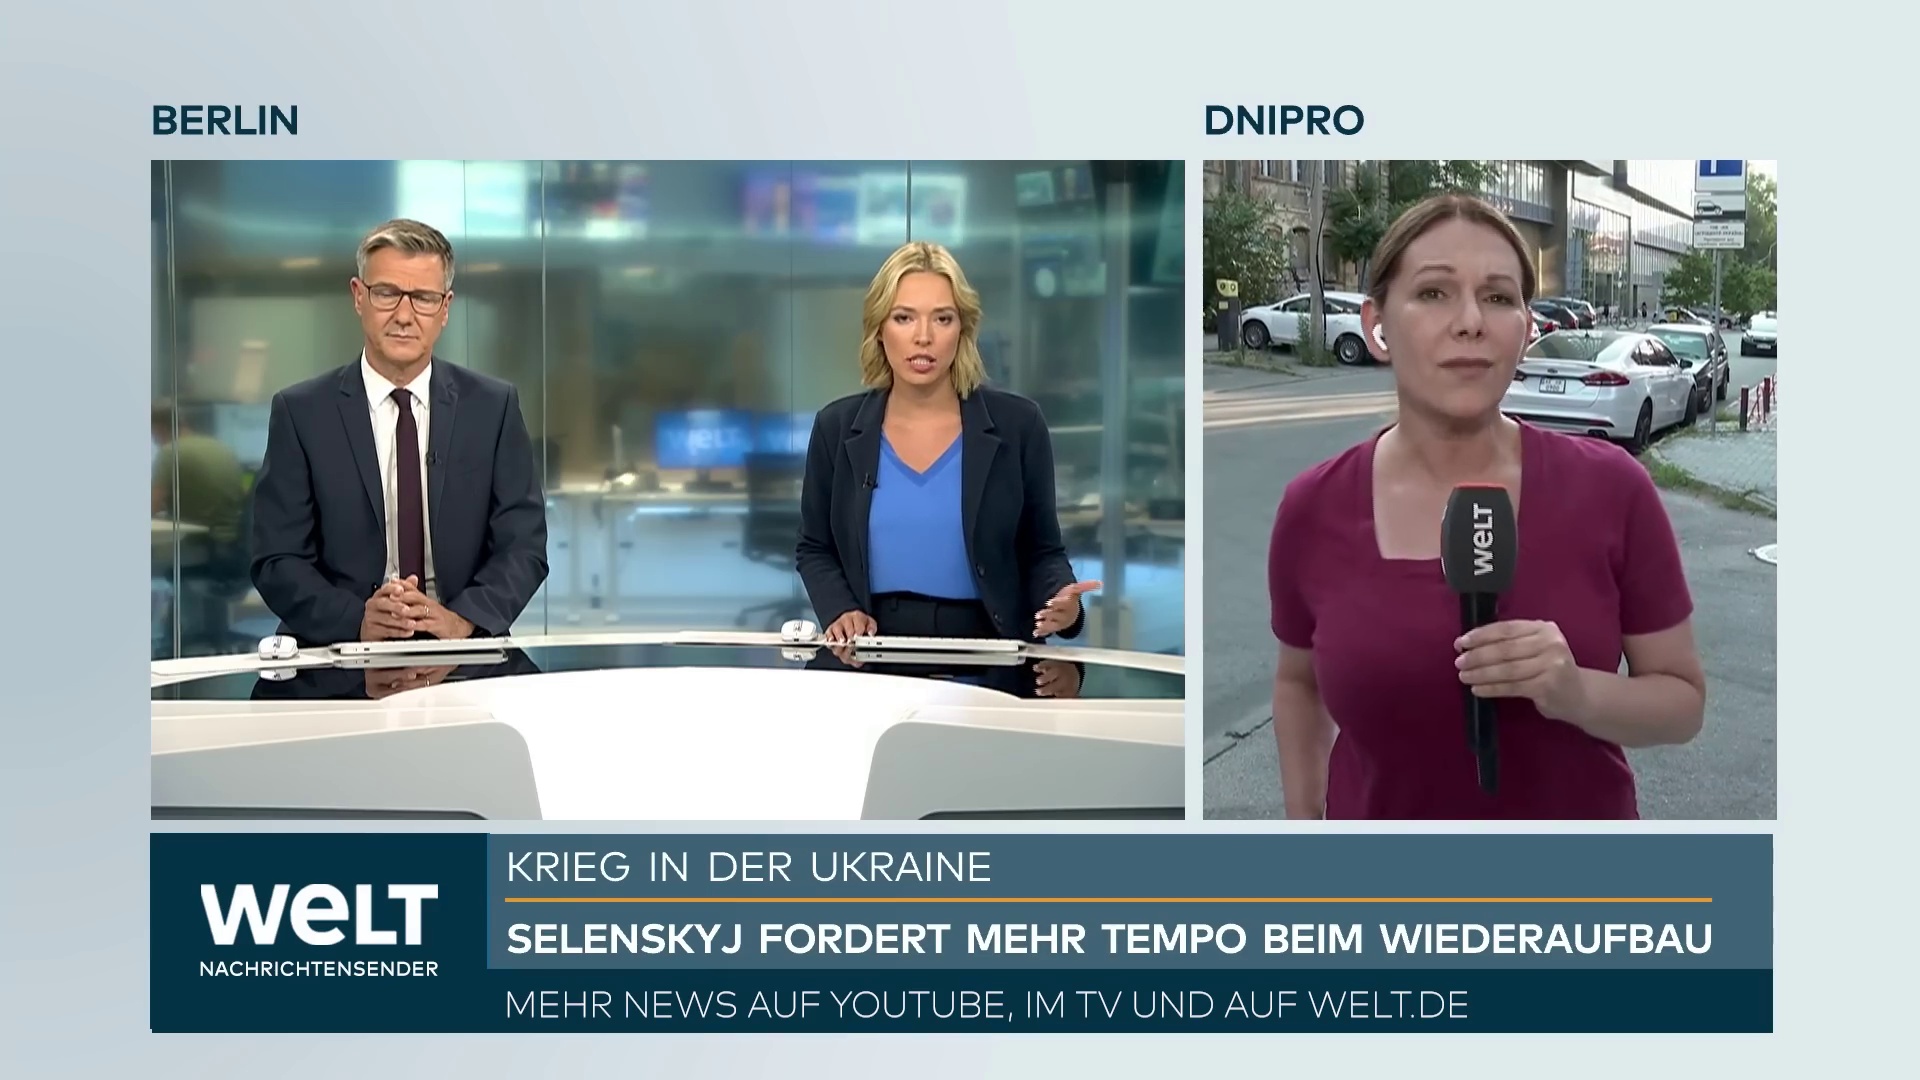 BERLIN
DNIPRO
welt
WELT
WELT
NACHRICHTENSENDER
KRIEG IN DER UKRAINE
SELENSKYJ FORDERT MEHR TEMPO BEIM WIEDERAUFBAU
MEHR NEWS AUF YOUTUBE, IM TV UND AUF WELT.DE